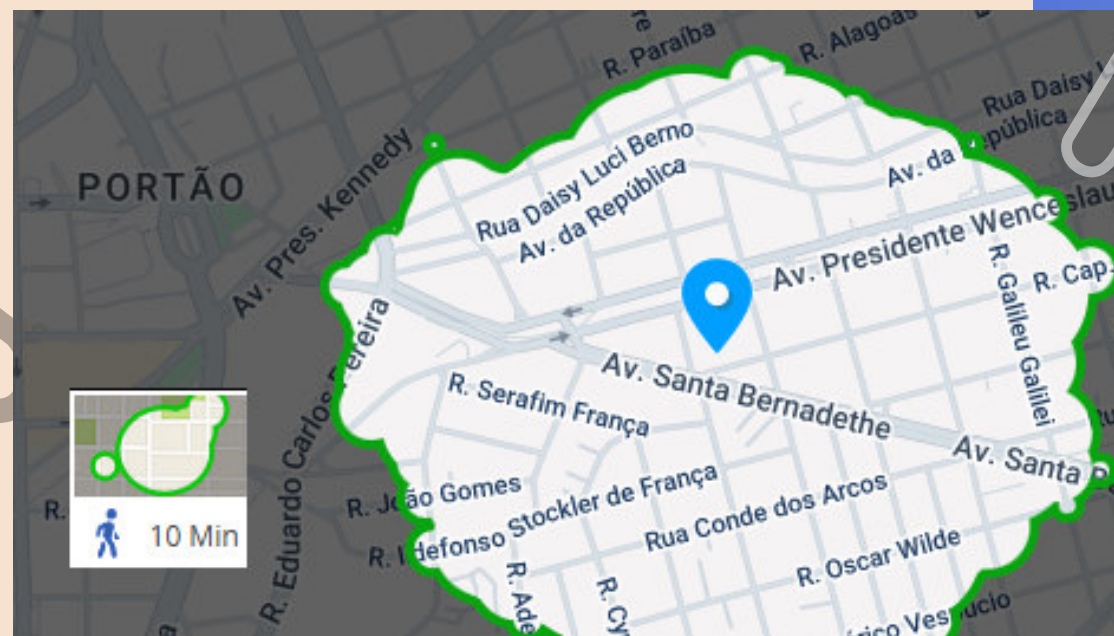 R. Paraíba
R. Alagoas
Rua Daisy L
Av. da República
PORTÃO
Av. Pres. Kennedy
Rua Daisy Luci Berno
Av. da República
Av. Presidente Wenceslau
R. Galileu Galilei
R. Cap.
R. Eduardo Carlos Pereira
R. Serafim França
Av. Santa Bernadethe
Av. Santa
R. João Gomes
R. Ildefonso Stockler de França
Rua Conde dos Arcos
R. Oscar Wilde
R.
10 Min
R. Ade
R. Cy
rico Vespucio